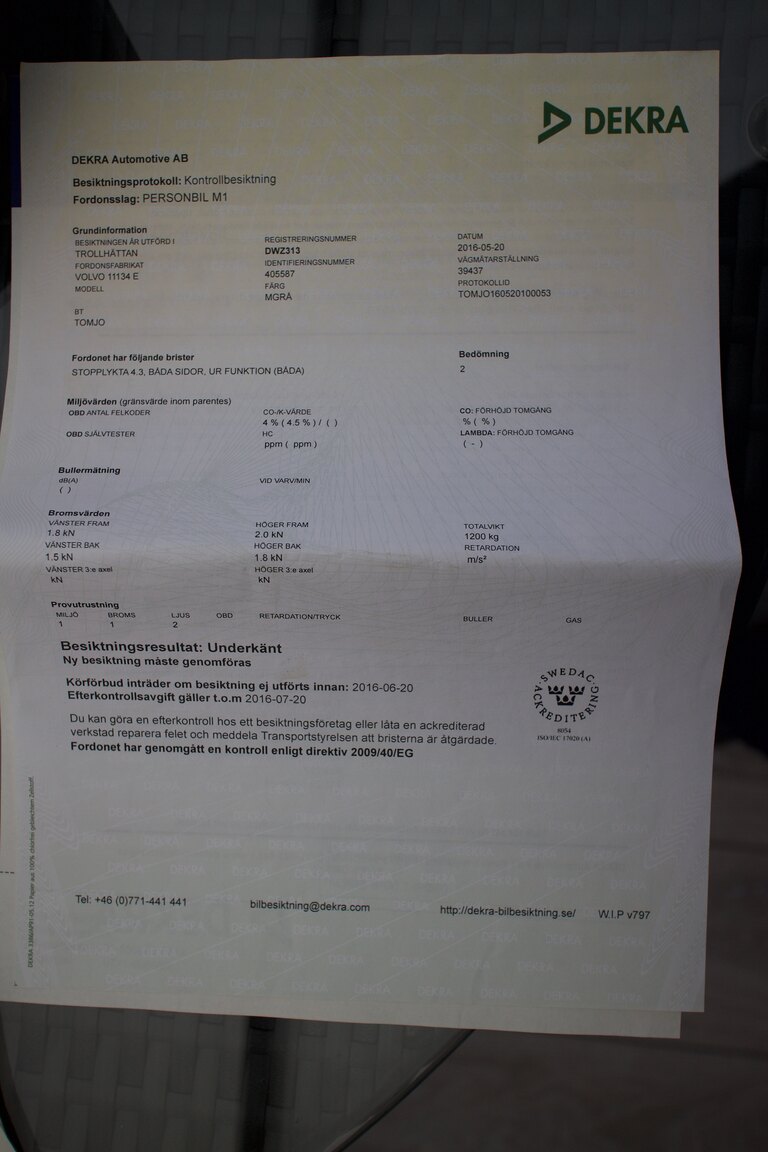 DEKRA
DEKRA Automotive AB
Besiktningsprotokoll: Kontrollbesiktning
Fordonsslag: PERSONBIL M1
Grundinformation
BESIKTNINGEN ÄR UTFÖRD I REGISTRERINGSNUMMER DATUM
TROLLHÄTTAN DWZ313 2016-05-20
FORDONSFABRIKAT IDENTIFIERINGSNUMMER VÄGMÄTARSTÄLLNING
VOLVO 11134 E 405587 39437
MODELL FÄRG PROTOKOLLID
MGRÅ TOMJO160520100053
BT
TOMJO
Fordonet har följande brister Bedömning
STOPPLYKTA 4.3, BÅDA SIDOR, UR FUNKTION (BÅDA) 2
Miljövärden (gränsvärde inom parentes)
OBD ANTAL FELKODER CO-/K-VÄRDE CO: FÖRHÖJD TOMGÅNG
4 % ( 4.5 % ) / ( ) % ( % )
OBD SJÄLVTESTER HC LAMBDA: FÖRHÖJD TOMGÅNG
ppm ( ppm ) ( - )
Bullermätning
dB(A) VID VARV/MIN
( )
Bromsvärden
VÄNSTER FRAM HÖGER FRAM TOTALVIKT
1.8 kN 2.0 kN 1200 kg
VÄNSTER BAK HÖGER BAK RETARDATION
1.5 kN 1.8 kN m/s²
VÄNSTER 3:e axel HÖGER 3:e axel
kN kN
Provutrustning
MILJÖ BROMS LJUS OBD RETARDATION/TRYCK BULLER GAS
1 1 2
Besiktningsresultat: Underkänt
Ny besiktning måste genomföras
Körförbud inträder om besiktning ej utförts innan: 2016-06-20
Efterkontrollsavgift gäller t.o.m 2016-07-20
Du kan göra en efterkontroll hos ett besiktningsföretag eller låta en ackrediterad
verkstad reparera felet och meddela Transportstyrelsen att bristerna är åtgärdade.
Fordonet har genomgått en kontroll enligt direktiv 2009/40/EG
SWEDAC
ACKREDITERING
8054
ISO/IEC 17020 (A)
Tel: +46 (0)771-441 441 bilbesiktning@dekra.com http://dekra-bilbesiktning.se/ W.I.P v797